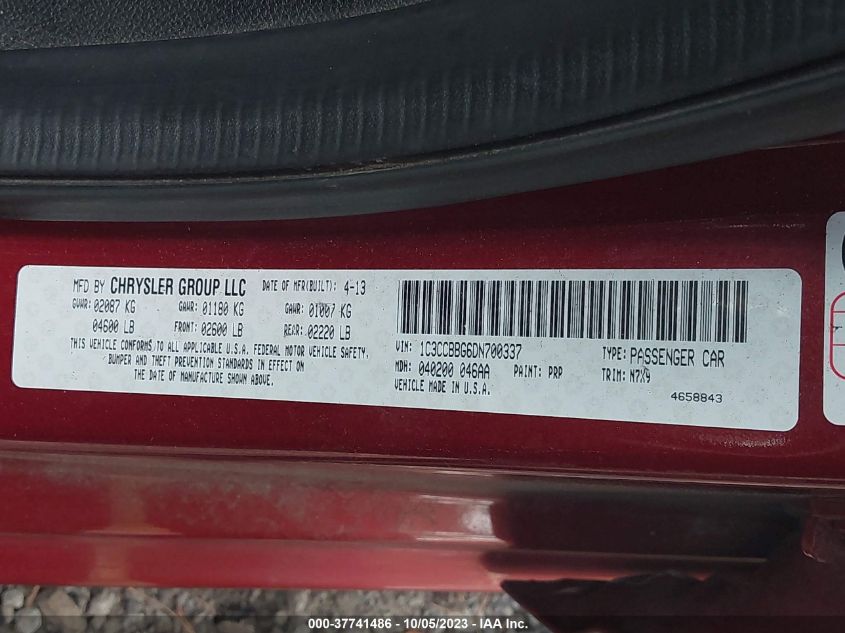 MFD BY CHRYSLER GROUP LLC DATE OF MFR(BUILT): 4-13
GVWR: 02087 KG GAWR: 01180 KG GAWR: 01007 KG
04600 LB FRONT: 02600 LB REAR: 02220 LB
THIS VEHICLE CONFORMS TO ALL APPLICABLE U.S.A. FEDERAL MOTOR VEHICLE SAFETY,
BUMPER AND THEFT PREVENTION STANDARDS IN EFFECT ON
THE DATE OF MANUFACTURE SHOWN ABOVE.
VIN: 1C3CCBBG6DN700337 TYPE: PASSENGER CAR
MDH: 040200 046AA PAINT: PRP TRIM: N7X9
VEHICLE MADE IN U.S.A. 4658843
000-37741486 - 10/05/2023 - IAA Inc.